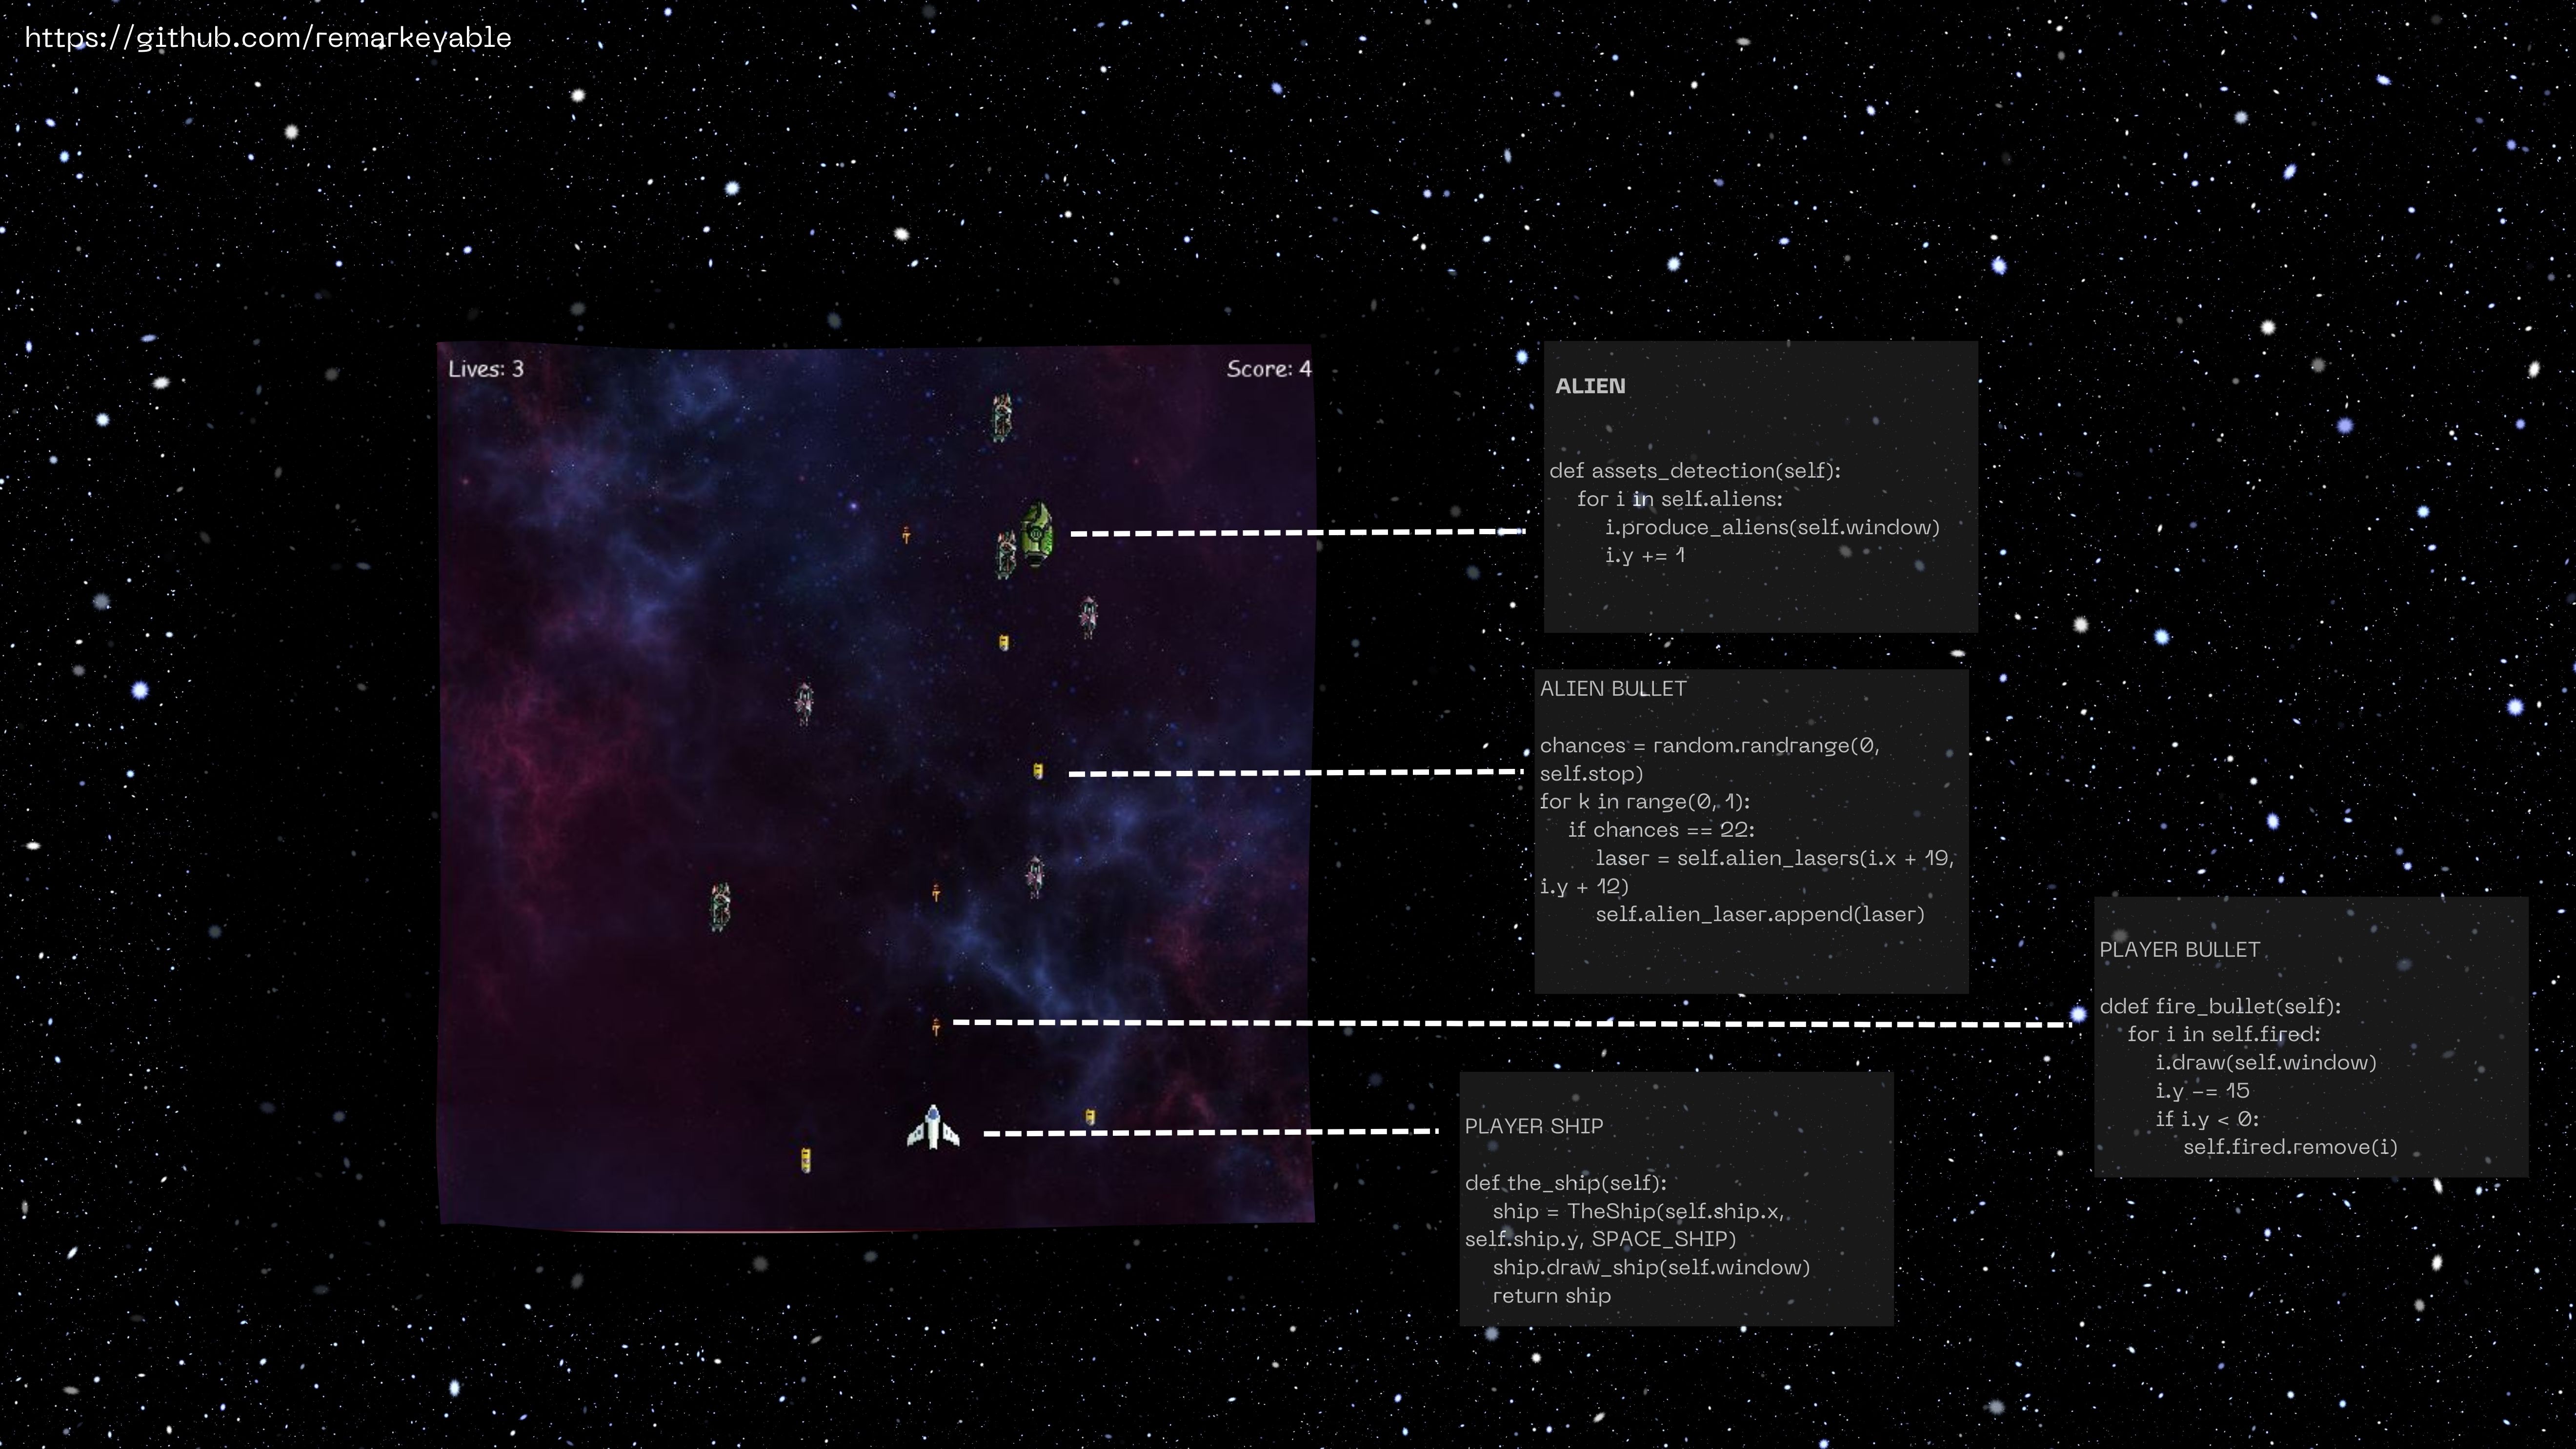 https://github.com/remarkeyable
Lives: 3
Score: 4
ALIEN
def assets_detection(self):
for i in self.aliens:
i.produce_aliens(self.window)
i.y += 1
ALIEN BULLET
chances = random.randrange(0,
self.stop)
for k in range(0, 1):
if chances == 22:
laser = self.alien_lasers(i.x + 19,
i.y + 12)
self.alien_laser.append(laser)
PLAYER BULLET
ddef fire_bullet(self):
for i in self.fired:
i.draw(self.window)
i.y -= 15
if i.y < 0:
self.fired.remove(i)
PLAYER SHIP
def the_ship(self):
ship = TheShip(self.ship.x,
self.ship.y, SPACE_SHIP)
ship.draw_ship(self.window)
return ship